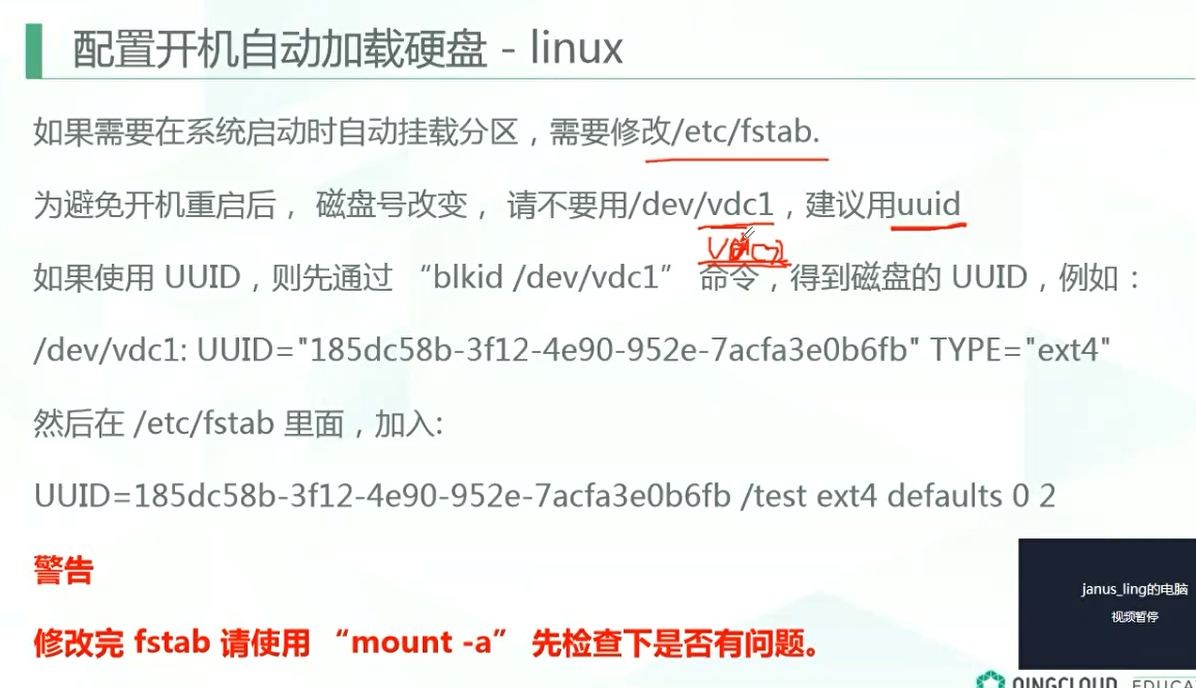 配置开机自动加载硬盘 - linux
如果需要在系统启动时自动挂载分区，需要修改/etc/fstab.
为避免开机重启后， 磁盘号改变， 请不要用/dev/vdc1，建议用uuid
如果使用 UUID，则先通过 “blkid /dev/vdc1” 命令，得到磁盘的 UUID，例如：
/dev/vdc1: UUID="185dc58b-3f12-4e90-952e-7acfa3e0b6fb" TYPE="ext4"
然后在 /etc/fstab 里面，加入:
UUID=185dc58b-3f12-4e90-952e-7acfa3e0b6fb /test ext4 defaults 0 2
警告
修改完 fstab 请使用 “mount -a” 先检查下是否有问题。
janus_ling的电脑
视频暂停
QINGCLOUD